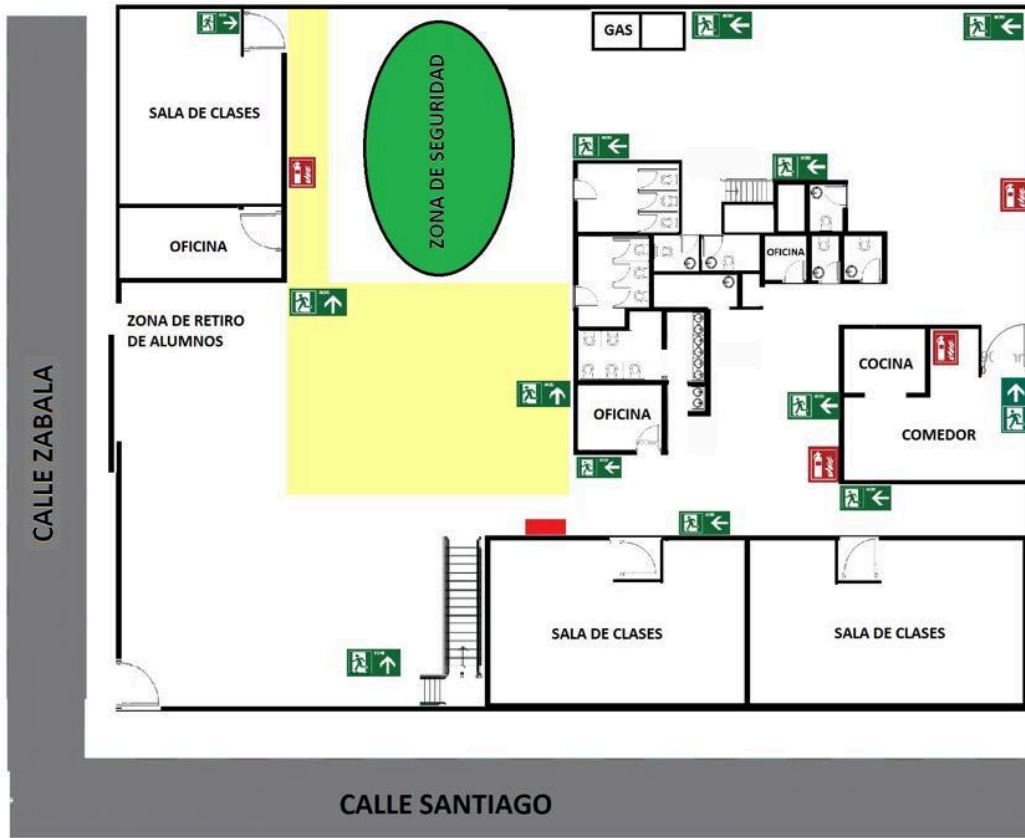 GAS
SALA DE CLASES
ZONA DE SEGURIDAD
OFICINA
OFICINA
ZONA DE RETIRO
DE ALUMNOS
COCINA
OFICINA
COMEDOR
CALLE ZABALA
SALA DE CLASES
SALA DE CLASES
CALLE SANTIAGO